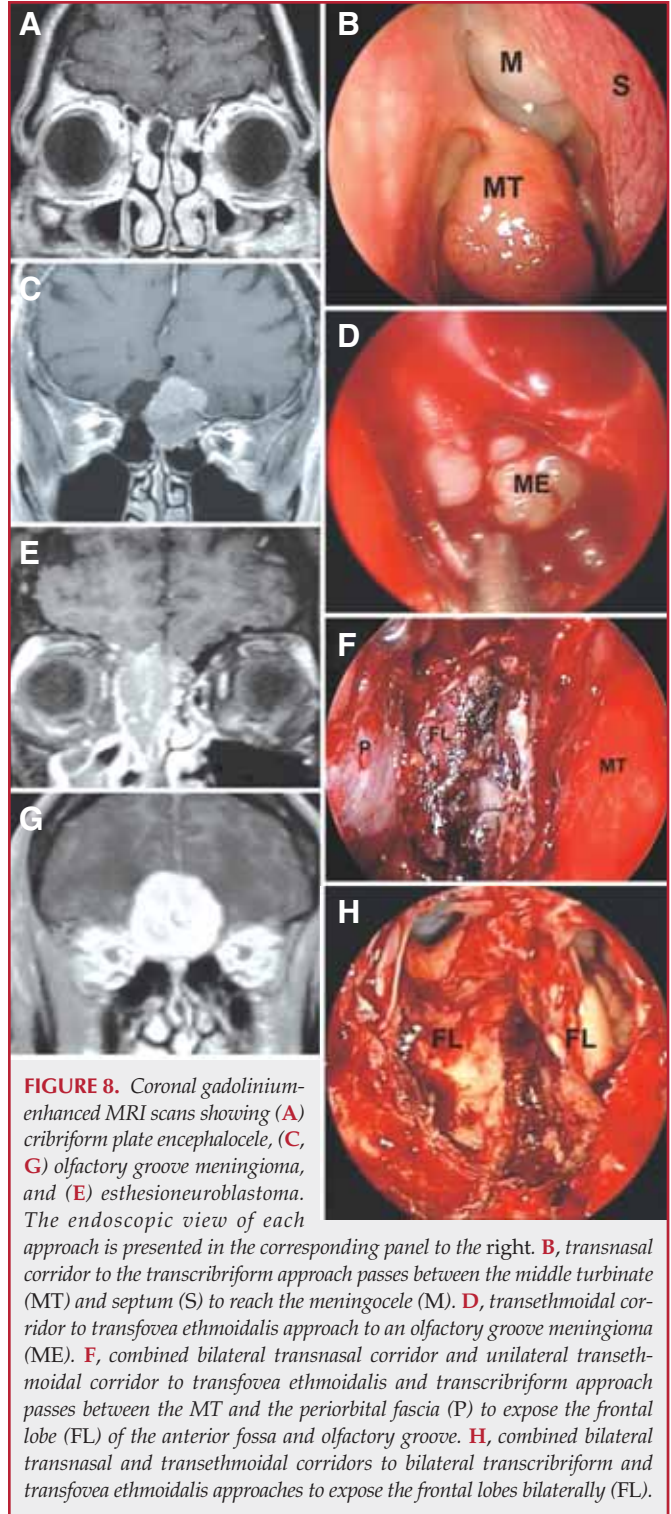 A
B
M
S
MT
C
D
ME
E
F
FL
P
MT
G
H
FL
FL
FIGURE 8. Coronal gadolinium-
enhanced MRI scans showing (A)
cribriform plate encephalocele, (C,
G) olfactory groove meningioma,
and (E) esthesioneuroblastoma.
The endoscopic view of each
approach is presented in the corresponding panel to the right. B, transnasal
corridor to the transcribriform approach passes between the middle turbinate
(MT) and septum (S) to reach the meningocele (M). D, transethmoidal cor-
ridor to transfovea ethmoidalis approach to an olfactory groove meningioma
(ME). F, combined bilateral transnasal corridor and unilateral transeth-
moidal corridor to transfovea ethmoidalis and transcribriform approach
passes between the MT and the periorbital fascia (P) to expose the frontal
lobe (FL) of the anterior fossa and olfactory groove. H, combined bilateral
transnasal and transethmoidal corridors to bilateral transcribriform and
transfovea ethmoidalis approaches to expose the frontal lobes bilaterally (FL).